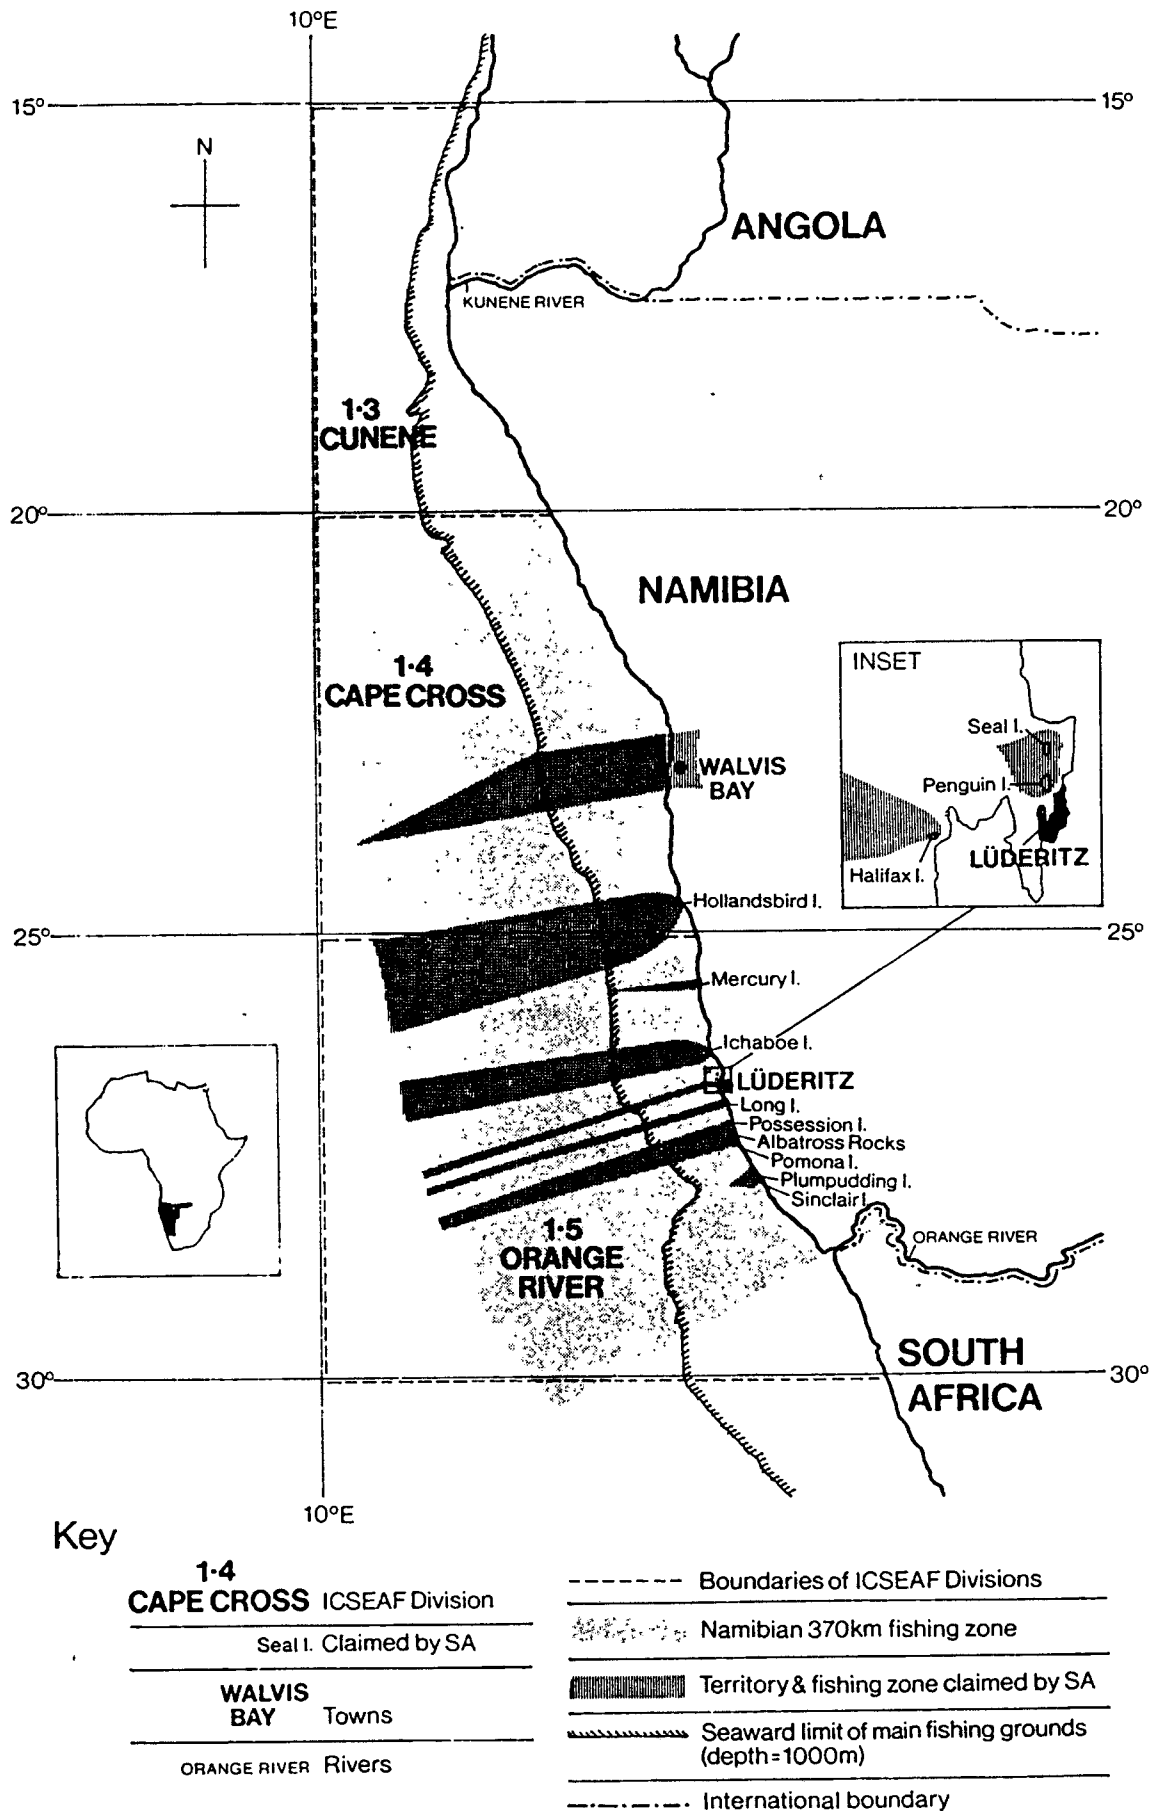 10°E
15°
15°
N
ANGOLA
KUNENE RIVER
1·3
CUNENE
20°
20°
NAMIBIA
INSET
1·4
CAPE CROSS
Seal I.
WALVIS
BAY
Penguin I.
LÜDERITZ
Halifax I.
Hollandsbird I.
25°
25°
Mercury I.
Ichaboe I.
LÜDERITZ
Long I.
Possession I.
Albatross Rocks
Pomona I.
Plumpudding I.
Sinclair I.
1·5
ORANGE
RIVER
ORANGE RIVER
SOUTH
AFRICA
30°
30°
10°E
Key
1·4
CAPE CROSS ICSEAF Division
Seal I. Claimed by SA
WALVIS
BAY Towns
ORANGE RIVER Rivers
Boundaries of ICSEAF Divisions
Namibian 370km fishing zone
Territory & fishing zone claimed by SA
Seaward limit of main fishing grounds
(depth=1000m)
International boundary